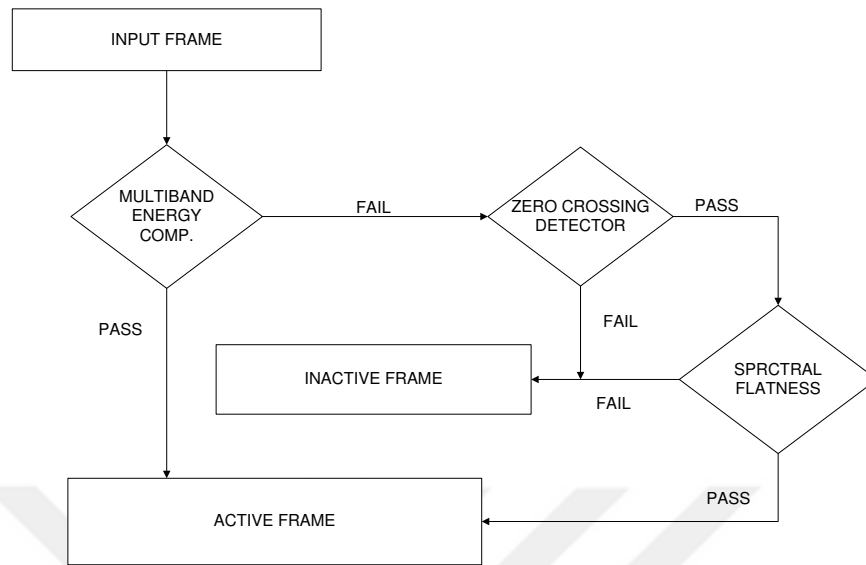 INPUT FRAME
MULTIBAND
ENERGY
COMP.
FAIL
ZERO CROSSING
DETECTOR
PASS
PASS
FAIL
INACTIVE FRAME
FAIL
SPRCTRAL
FLATNESS
PASS
ACTIVE FRAME